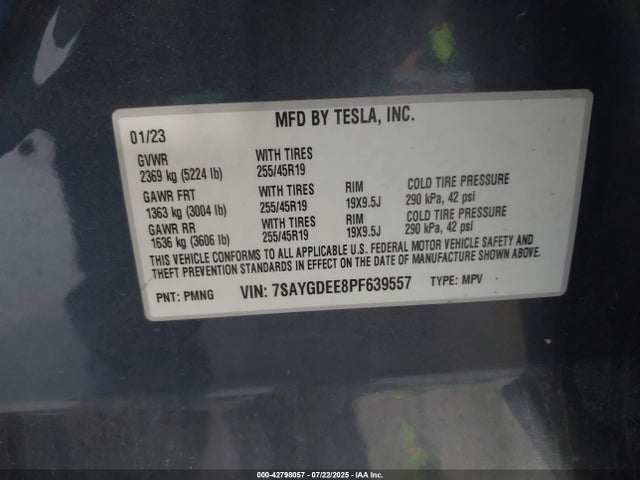 MFD BY TESLA, INC.
01/23
GVWR WITH TIRES
2369 kg (5224 lb) 255/45R19
GAWR FRT WITH TIRES RIM COLD TIRE PRESSURE
1363 kg (3004 lb) 255/45R19 19X9.5J 290 kPa, 42 psi
GAWR RR WITH TIRES RIM COLD TIRE PRESSURE
1636 kg (3606 lb) 255/45R19 19X9.5J 290 kPa, 42 psi
THIS VEHICLE CONFORMS TO ALL APPLICABLE U.S. FEDERAL MOTOR VEHICLE SAFETY AND
THEFT PREVENTION STANDARDS IN EFFECT ON THE DATE OF MANUFACTURE SHOWN ABOVE.
PNT: PMNG VIN: 7SAYGDEE8PF639557 TYPE: MPV
000-42798057 - 07/22/2025 - IAA Inc.